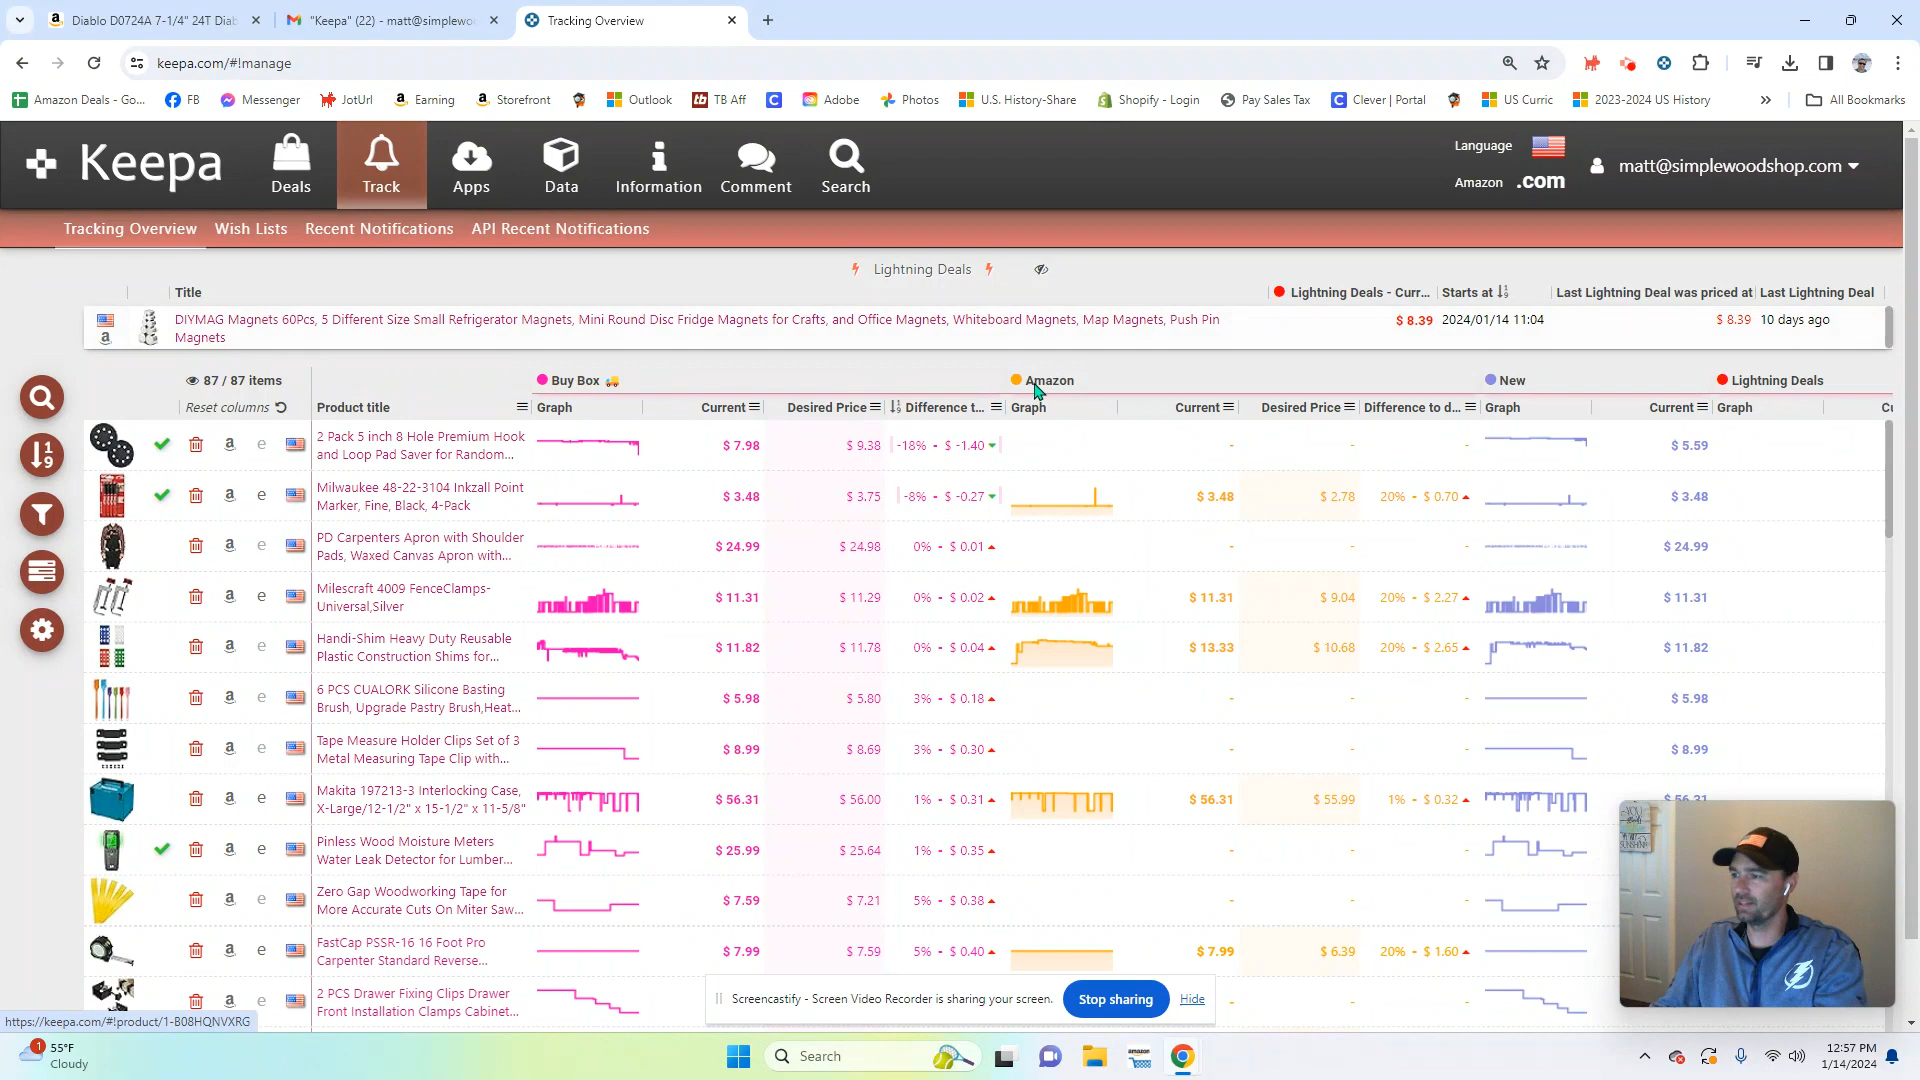 Diablo D0724A 7-1/4" 24T Diab
"Keepa" (22) - matt@simplewoo
Tracking Overview
keepa.com/#!manage
Amazon Deals - Go...
FB
Messenger
JotUrl
Earning
Storefront
Outlook
TB Aff
Adobe
Photos
U.S. History-Share
Shopify - Login
Pay Sales Tax
Clever | Portal
US Curric
2023-2024 US History
All Bookmarks
Keepa
Deals
Track
Apps
Data
Information
Comment
Search
Language
Amazon .com
matt@simplewoodshop.com
Tracking Overview Wish Lists Recent Notifications API Recent Notifications
Lightning Deals
Title Lightning Deals - Curr... Starts at Last Lightning Deal was priced at Last Lightning Deal
DIYMAG Magnets 60Pcs, 5 Different Size Small Refrigerator Magnets, Mini Round Disc Fridge Magnets for Crafts, and Office Magnets, Whiteboard Magnets, Map Magnets, Push Pin $ 8.39 2024/01/14 11:04 $ 8.39 10 days ago
Magnets
87 / 87 items Buy Box Amazon New Lightning Deals
Reset columns Product title Graph Current Desired Price Difference t... Graph Current Desired Price Difference to d... Graph Current Graph Cu
2 Pack 5 inch 8 Hole Premium Hook
and Loop Pad Saver for Random...
$ 7.98 $ 9.38 -18% - $ -1.40 - - - $ 5.59
Milwaukee 48-22-3104 Inkzall Point
Marker, Fine, Black, 4-Pack
$ 3.48 $ 3.75 -8% - $ -0.27 $ 3.48 $ 2.78 20% - $ 0.70 $ 3.48
PD Carpenters Apron with Shoulder
Pads, Waxed Canvas Apron with...
$ 24.99 $ 24.98 0% - $ 0.01 - - - $ 24.99
Milescraft 4009 FenceClamps-
Universal,Silver
$ 11.31 $ 11.29 0% - $ 0.02 $ 11.31 $ 9.04 20% - $ 2.27 $ 11.31
Handi-Shim Heavy Duty Reusable
Plastic Construction Shims for...
$ 11.82 $ 11.78 0% - $ 0.04 $ 13.33 $ 10.68 20% - $ 2.65 $ 11.82
6 PCS CUALORK Silicone Basting
Brush, Upgrade Pastry Brush,Heat...
$ 5.98 $ 5.80 3% - $ 0.18 - - - $ 5.98
Tape Measure Holder Clips Set of 3
Metal Measuring Tape Clip with...
$ 8.99 $ 8.69 3% - $ 0.30 - - - $ 8.99
Makita 197213-3 Interlocking Case,
X-Large/12-1/2" x 15-1/2" x 11-5/8"
$ 56.31 $ 56.00 1% - $ 0.31 $ 56.31 $ 55.99 1% - $ 0.32 $ 56.31
Pinless Wood Moisture Meters
Water Leak Detector for Lumber...
$ 25.99 $ 25.64 1% - $ 0.35 - - -
Zero Gap Woodworking Tape for
More Accurate Cuts On Miter Saw...
$ 7.59 $ 7.21 5% - $ 0.38 - - -
FastCap PSSR-16 16 Foot Pro
Carpenter Standard Reverse...
$ 7.99 $ 7.59 5% - $ 0.40 $ 7.99 $ 6.39 20% - $ 1.60
2 PCS Drawer Fixing Clips Drawer
Front Installation Clamps Cabinet...
Screencastify - Screen Video Recorder is sharing your screen. Stop sharing Hide
https://keepa.com/#!product/1-B08HQNVXRG
55°F
Cloudy
Search
12:57 PM
1/14/2024